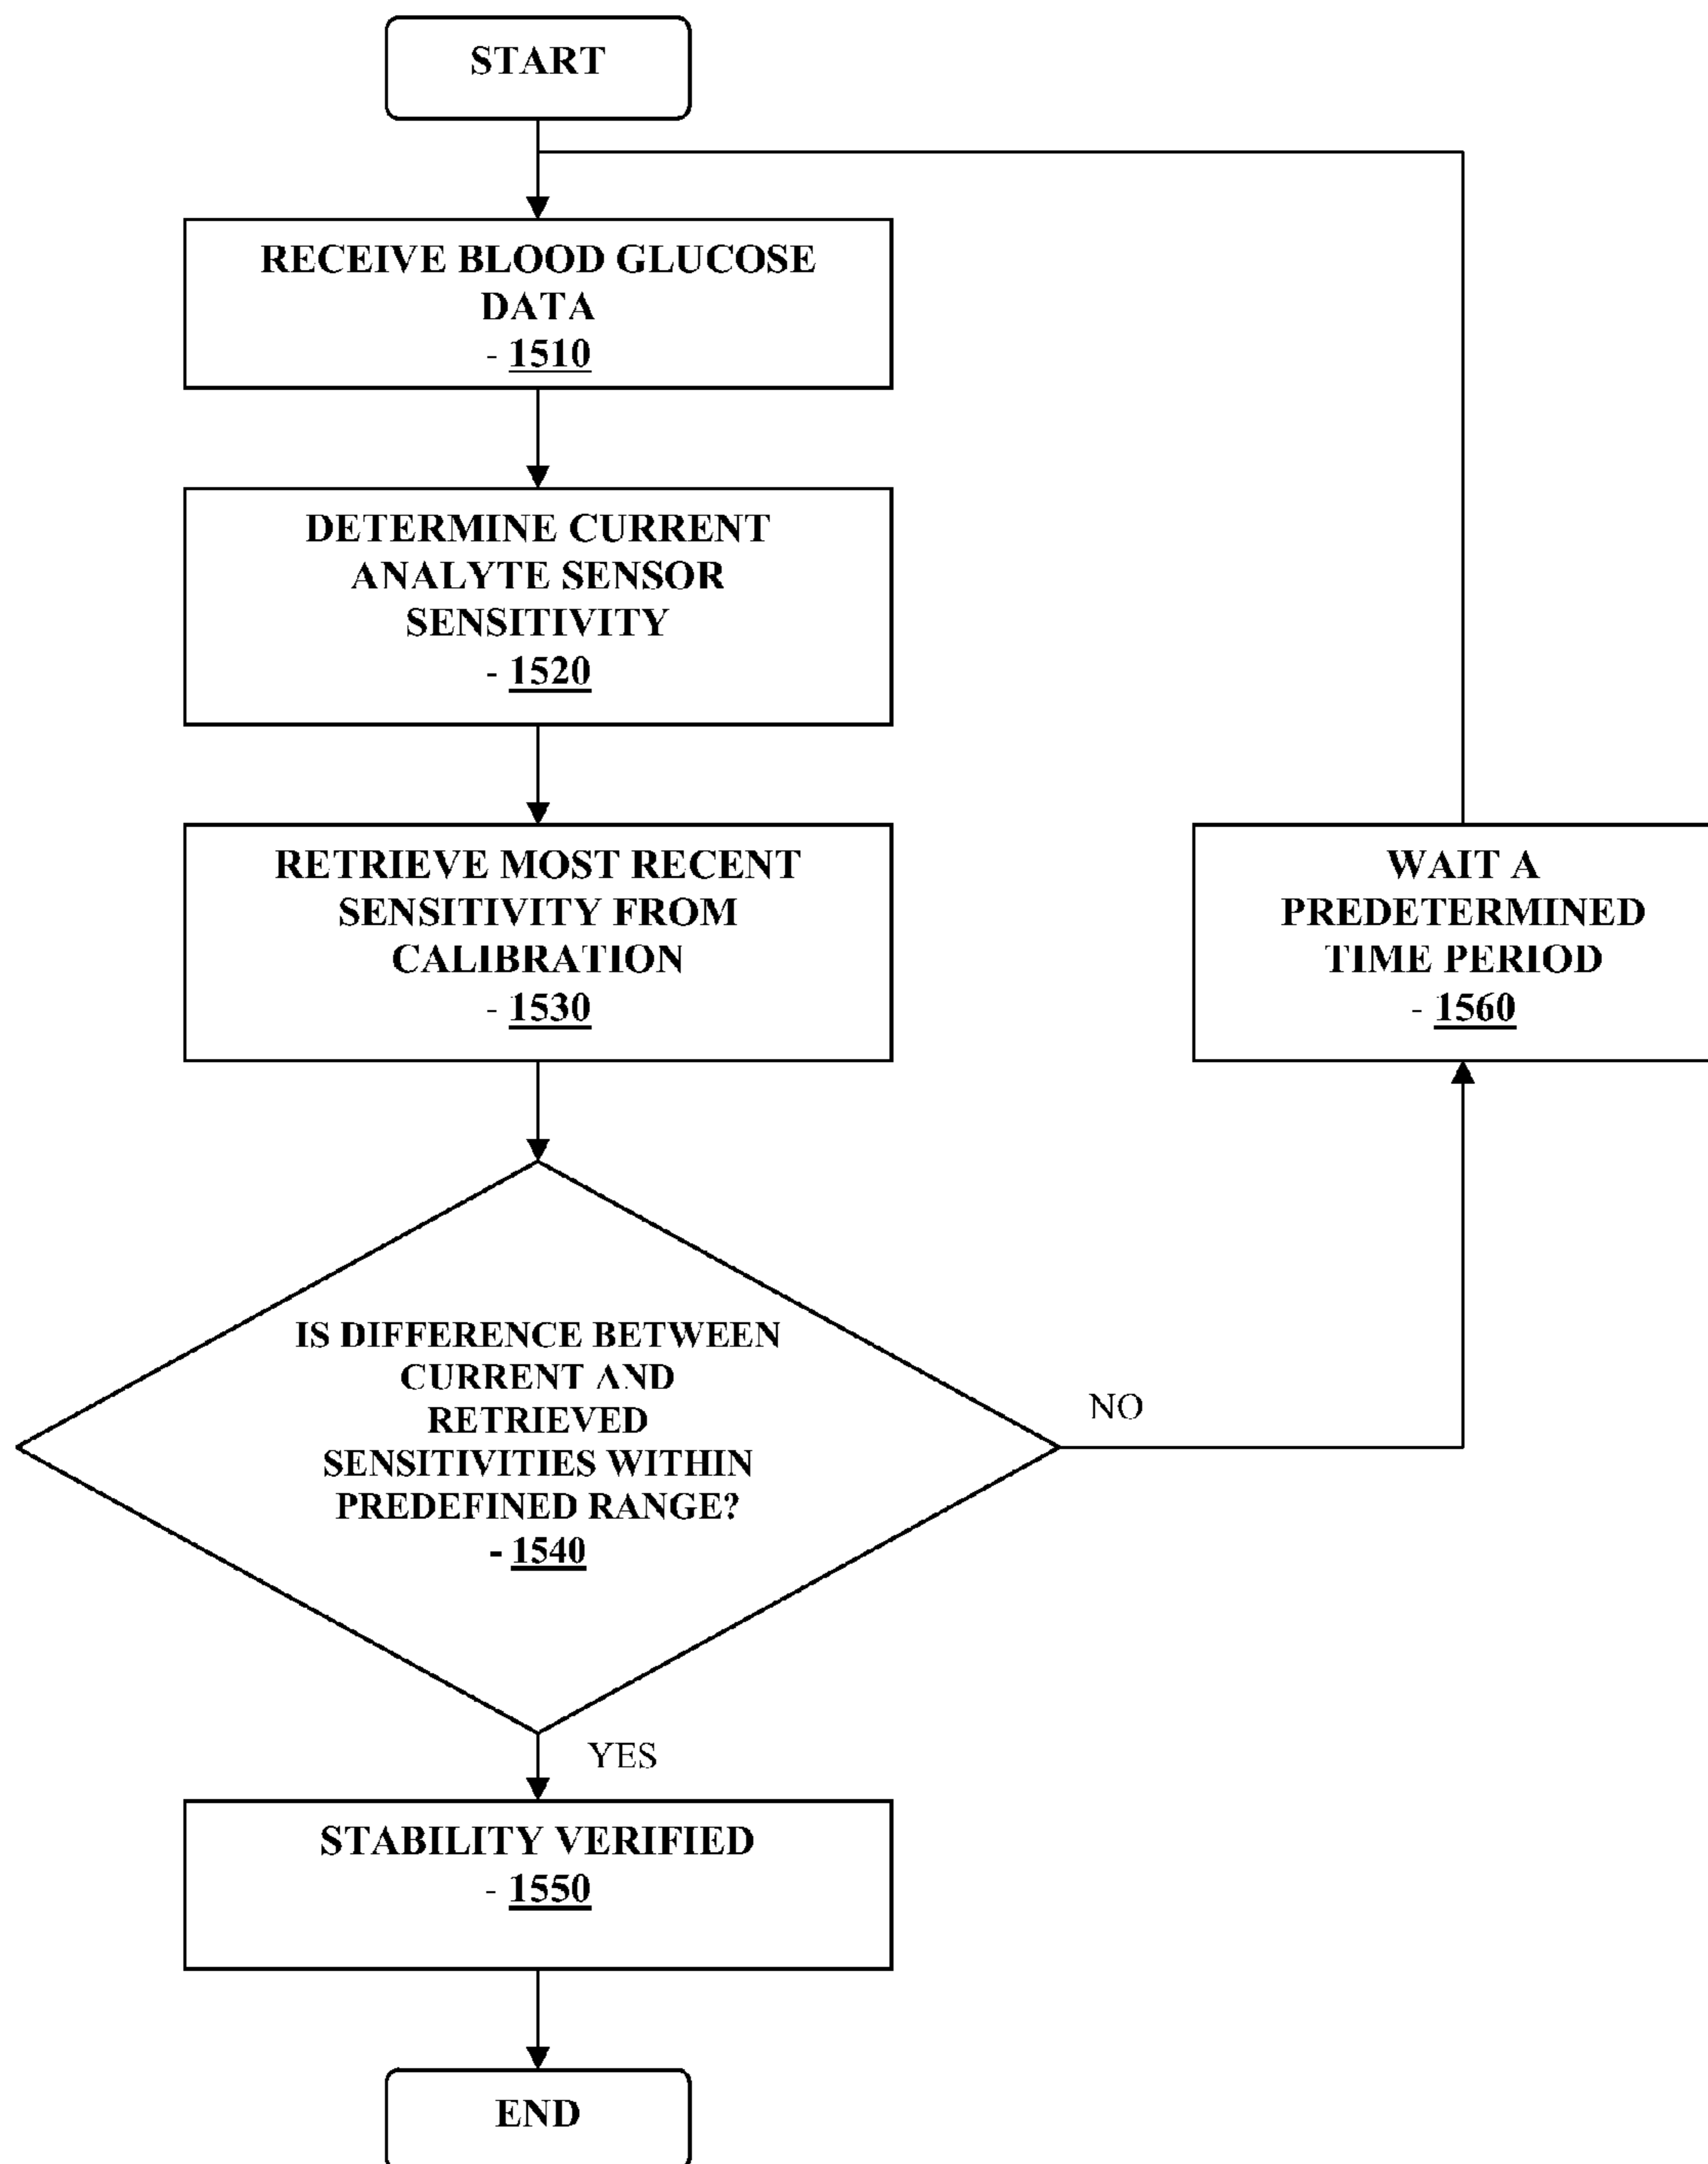 START
RECEIVE BLOOD GLUCOSE
DATA
- 1510
DETERMINE CURRENT
ANALYTE SENSOR
SENSITIVITY
- 1520
RETRIEVE MOST RECENT
SENSITIVITY FROM
CALIBRATION
- 1530
WAIT A
PREDETERMINED
TIME PERIOD
- 1560
IS DIFFERENCE BETWEEN
CURRENT AND
RETRIEVED
SENSITIVITIES WITHIN
PREDEFINED RANGE?
- 1540
NO
YES
STABILITY VERIFIED
- 1550
END